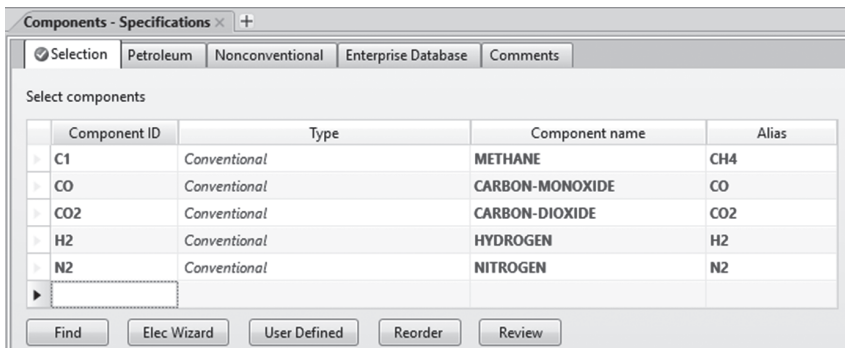 Components - Specifications × +
Selection Petroleum Nonconventional Enterprise Database Comments
Select components
Component ID Type Component name Alias
C1 Conventional METHANE CH4
CO Conventional CARBON-MONOXIDE CO
CO2 Conventional CARBON-DIOXIDE CO2
H2 Conventional HYDROGEN H2
N2 Conventional NITROGEN N2
Find Elec Wizard User Defined Reorder Review